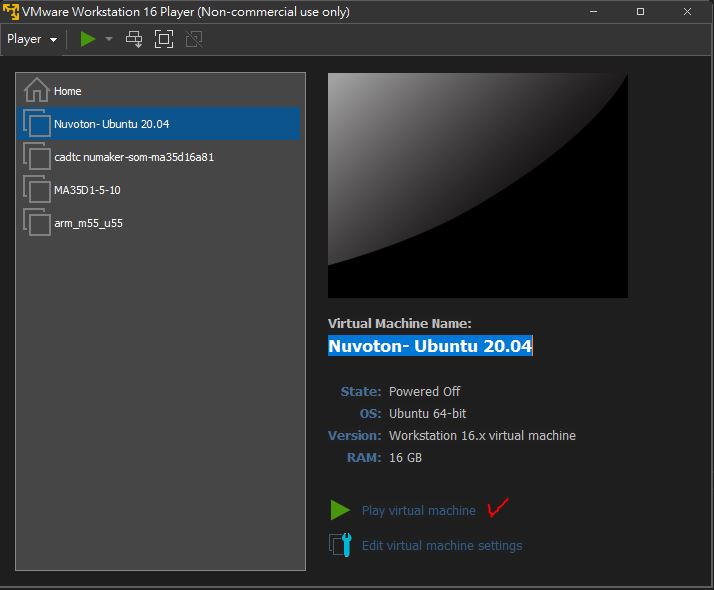 VMware Workstation 16 Player (Non-commercial use only)
Player
Home
Nuvoton- Ubuntu 20.04
cadtc numaker-som-ma35d16a81
MA35D1-5-10
arm_m55_u55
Virtual Machine Name:
Nuvoton- Ubuntu 20.04
State: Powered Off
OS: Ubuntu 64-bit
Version: Workstation 16.x virtual machine
RAM: 16 GB
Play virtual machine
Edit virtual machine settings